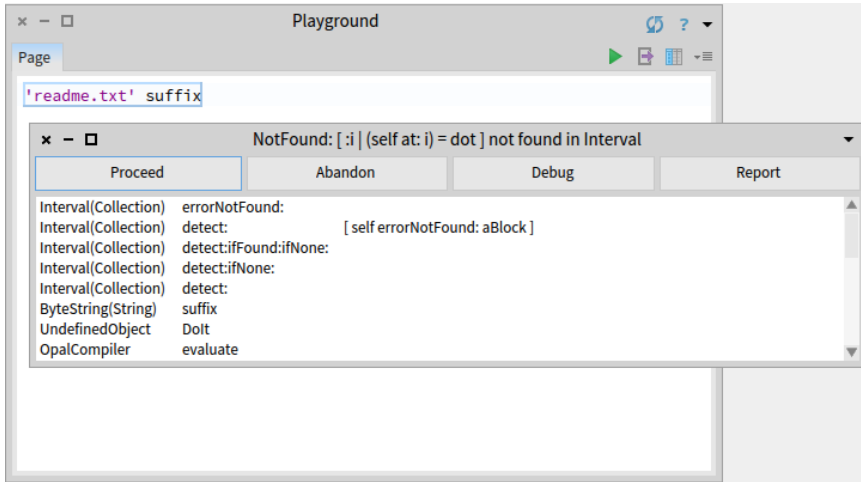 Playground
?
Page
'readme.txt' suffix
NotFound: [ :i | (self at: i) = dot ] not found in Interval
Proceed Abandon Debug Report
Interval(Collection) errorNotFound:
Interval(Collection) detect: [ self errorNotFound: aBlock ]
Interval(Collection) detect:ifFound:ifNone:
Interval(Collection) detect:ifNone:
Interval(Collection) detect:
ByteString(String) suffix
UndefinedObject DoIt
OpalCompiler evaluate